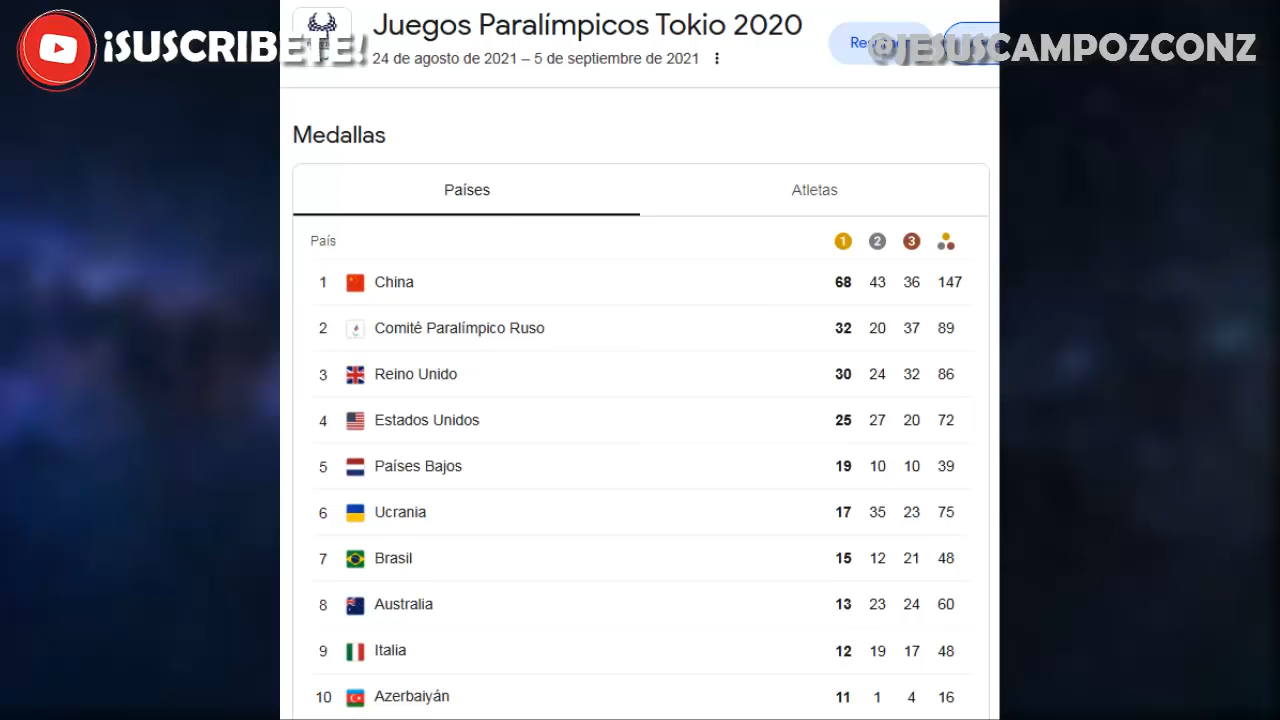 ¡SUSCRIBETE!
@JESUSCAMPOZCONZ
Juegos Paralímpicos Tokio 2020
24 de agosto de 2021 – 5 de septiembre de 2021
Medallas
Países Atletas
País 1 2 3
1 China 68 43 36 147
2 Comité Paralímpico Ruso 32 20 37 89
3 Reino Unido 30 24 32 86
4 Estados Unidos 25 27 20 72
5 Países Bajos 19 10 10 39
6 Ucrania 17 35 23 75
7 Brasil 15 12 21 48
8 Australia 13 23 24 60
9 Italia 12 19 17 48
10 Azerbaiyán 11 1 4 16